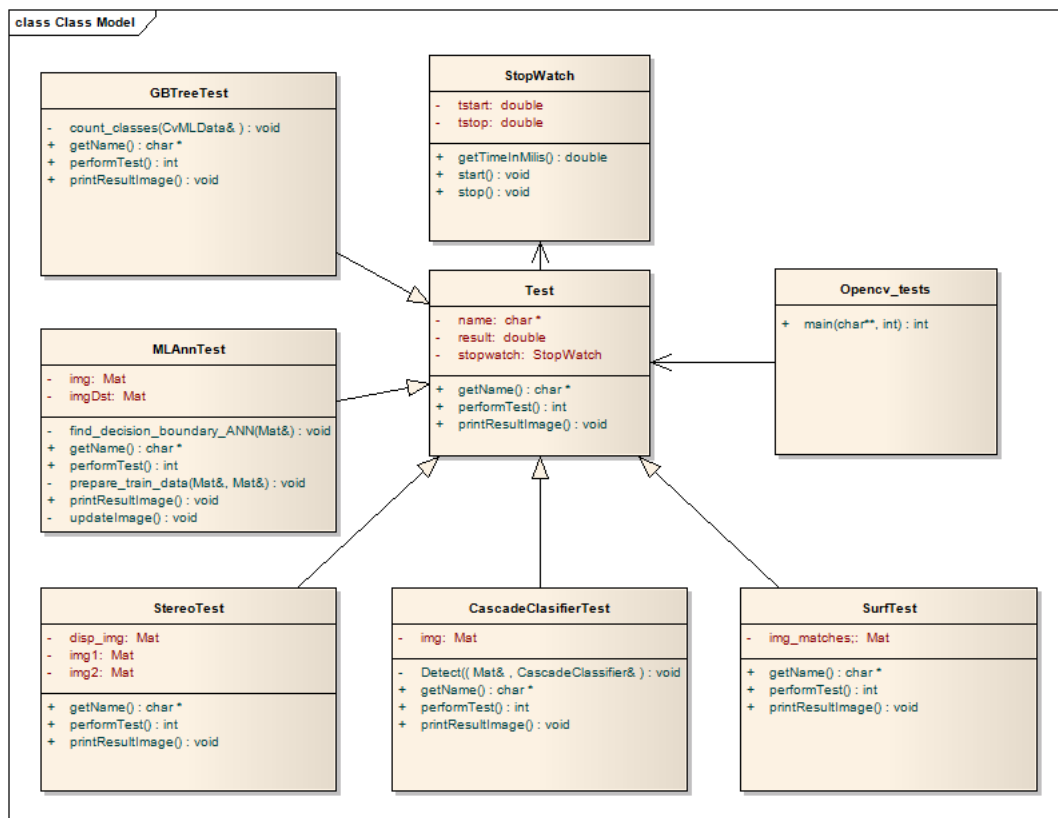 class Class Model
GBTreeTest
- count_classes(CvMLData& ) : void
+ getName() : char *
+ performTest() : int
+ printResultImage() : void
StopWatch
- tstart: double
- tstop: double
+ getTimeInMilis() : double
+ start() : void
+ stop() : void
Test
- name: char *
- result: double
- stopwatch: StopWatch
+ getName() : char *
+ performTest() : int
+ printResultImage() : void
Opencv_tests
+ main(char**, int) : int
MLAnnTest
- img: Mat
- imgDst: Mat
- find_decision_boundary_ANN(Mat&) : void
+ getName() : char *
+ performTest() : int
- prepare_train_data(Mat&, Mat&) : void
+ printResultImage() : void
- updateImage() : void
StereoTest
- disp_img: Mat
- img1: Mat
- img2: Mat
+ getName() : char *
+ performTest() : int
+ printResultImage() : void
CascadeClasifierTest
- img: Mat
- Detect(( Mat& , CascadeClassifier& ) : void
+ getName() : char *
+ performTest() : int
+ printResultImage() : void
SurfTest
- img_matches;: Mat
+ getName() : char *
+ performTest() : int
+ printResultImage() : void